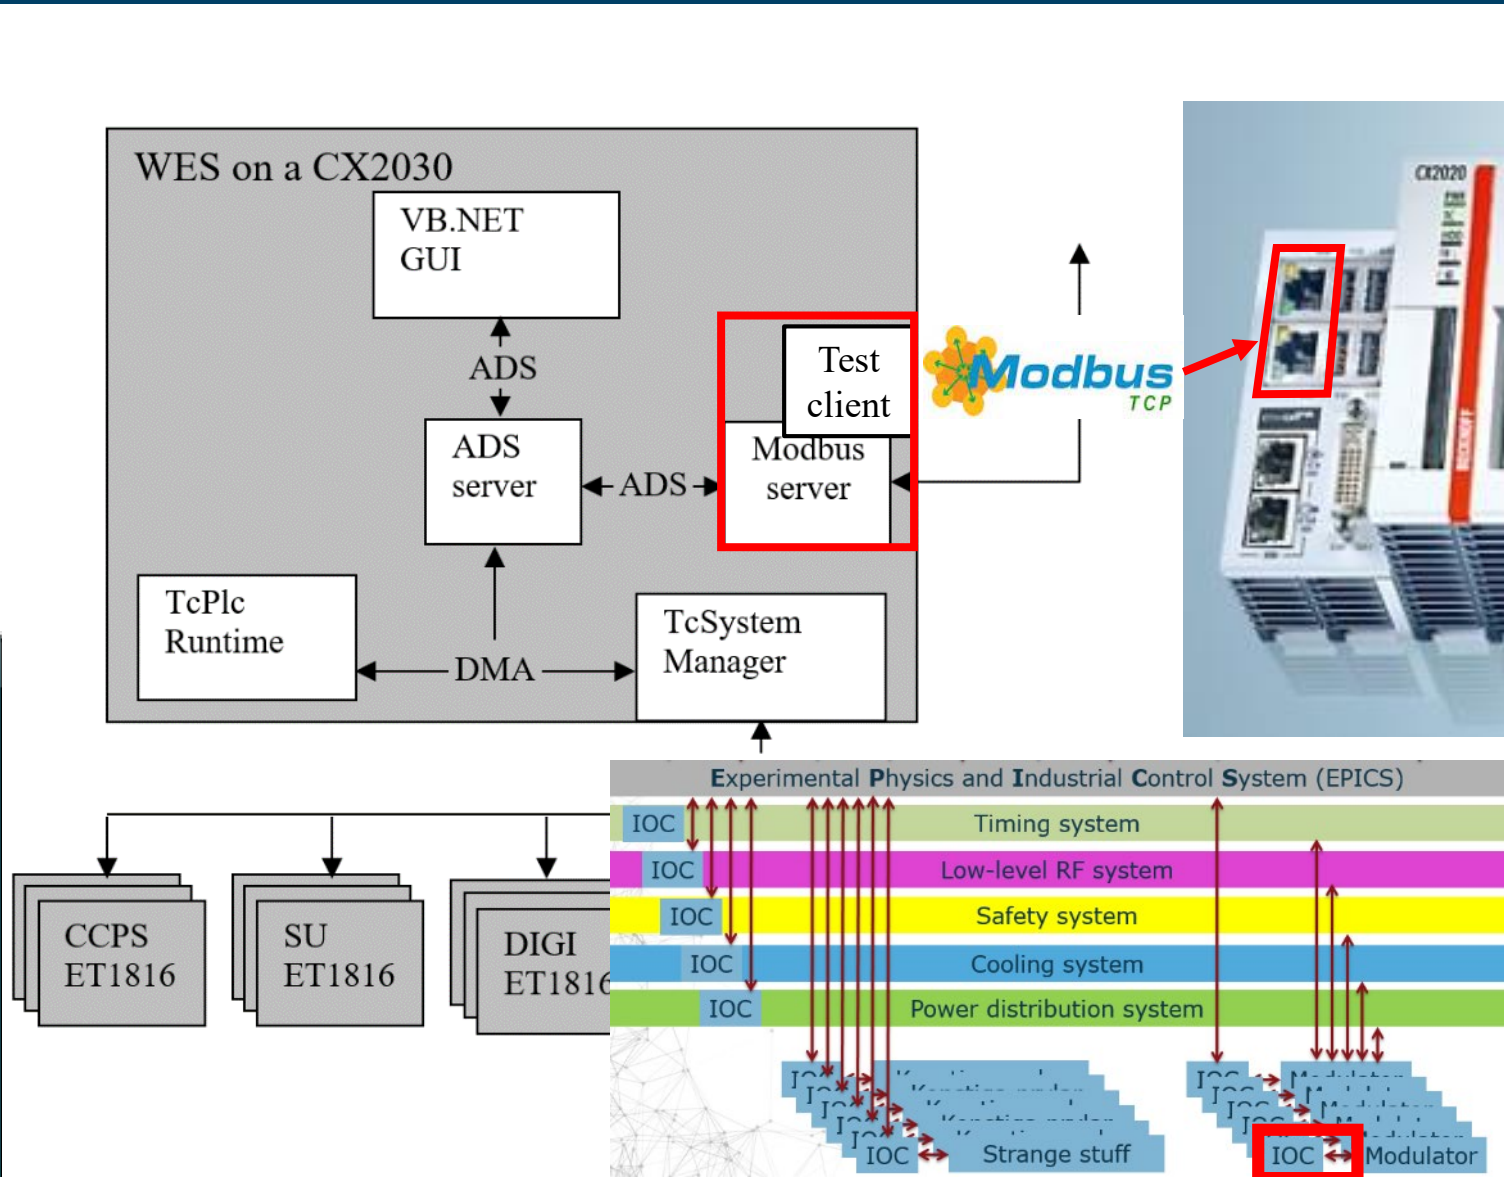 WES on a CX2030
VB.NET
GUI
ADS
ADS
server
ADS
Test
client
Modbus
server
Modbus
TCP
CX2020
BECKHOFF
TcPlc
Runtime
DMA
TcSystem
Manager
CCPS
ET1816
SU
ET1816
DIGI
ET1816
Experimental Physics and Industrial Control System (EPICS)
IOC
Timing system
IOC
Low-level RF system
IOC
Safety system
IOC
Cooling system
IOC
Power distribution system
IOC
Strange stuff
IOC
Modulator